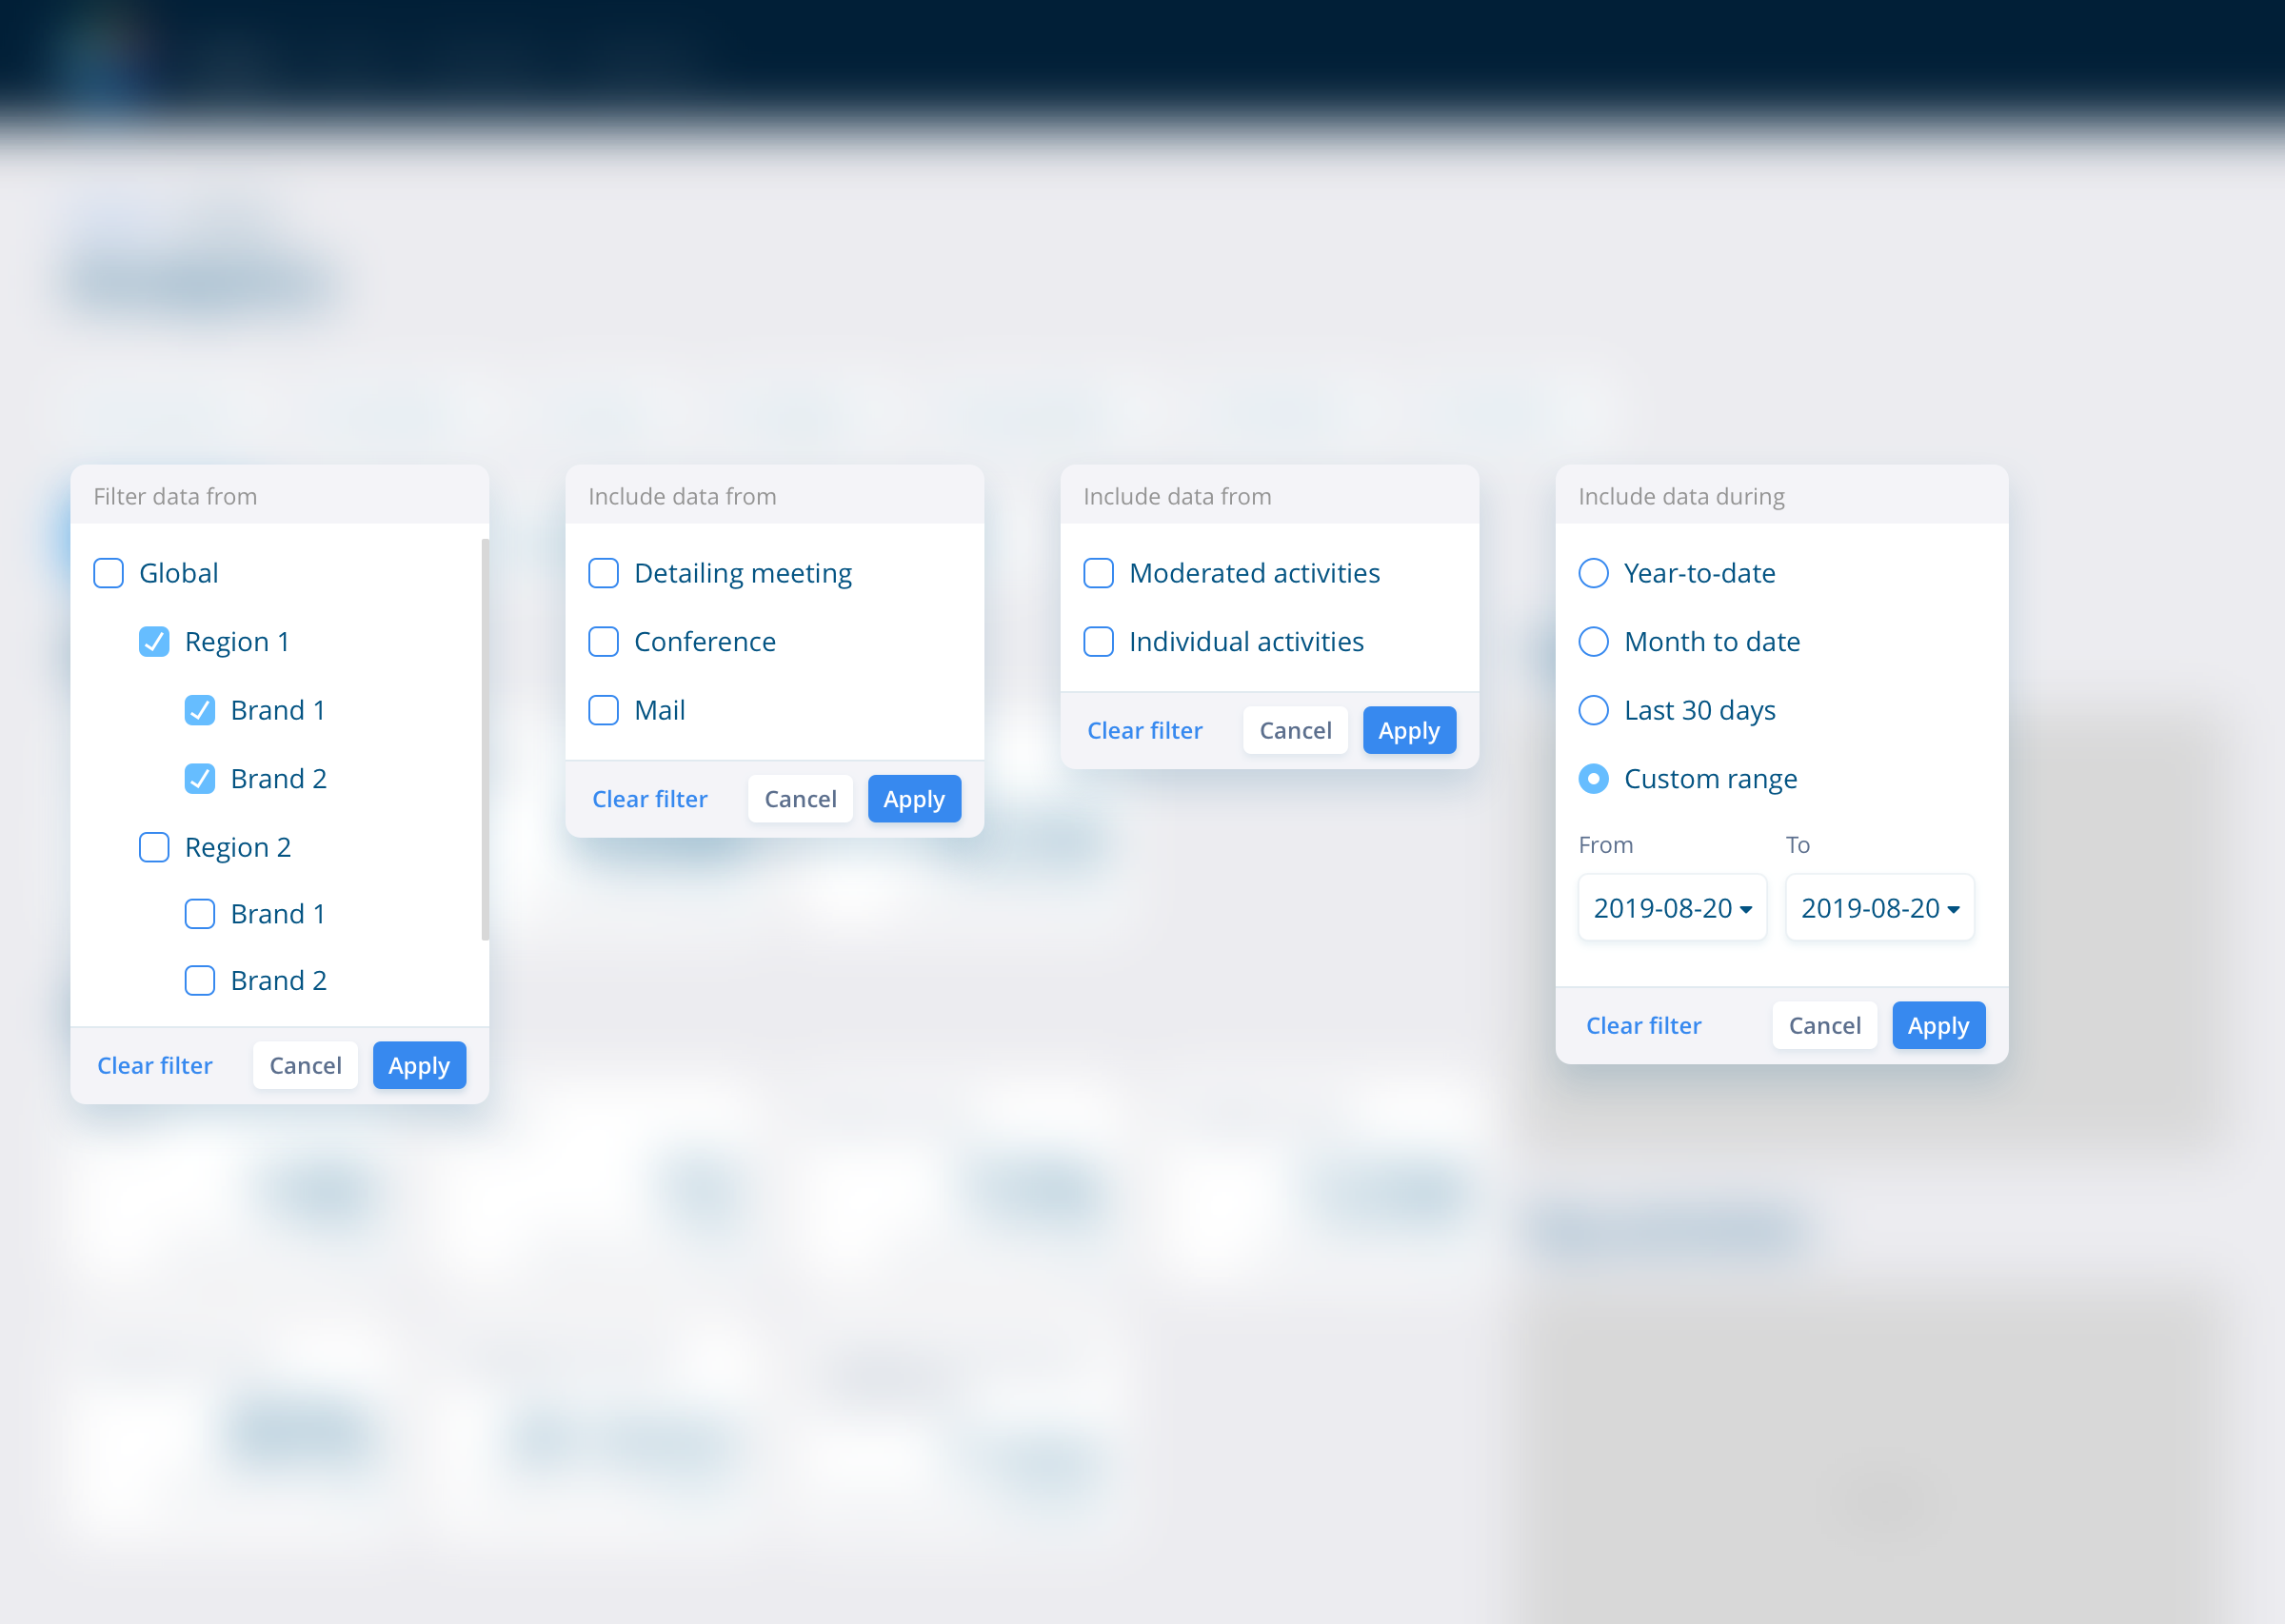 Filter data from
Global
Region 1
Brand 1
Brand 2
Region 2
Brand 1
Brand 2
Clear filter Cancel Apply
Include data from
Detailing meeting
Conference
Mail
Clear filter Cancel Apply
Include data from
Moderated activities
Individual activities
Clear filter Cancel Apply
Include data during
Year-to-date
Month to date
Last 30 days
Custom range
From To
2019-08-20 2019-08-20
Clear filter Cancel Apply